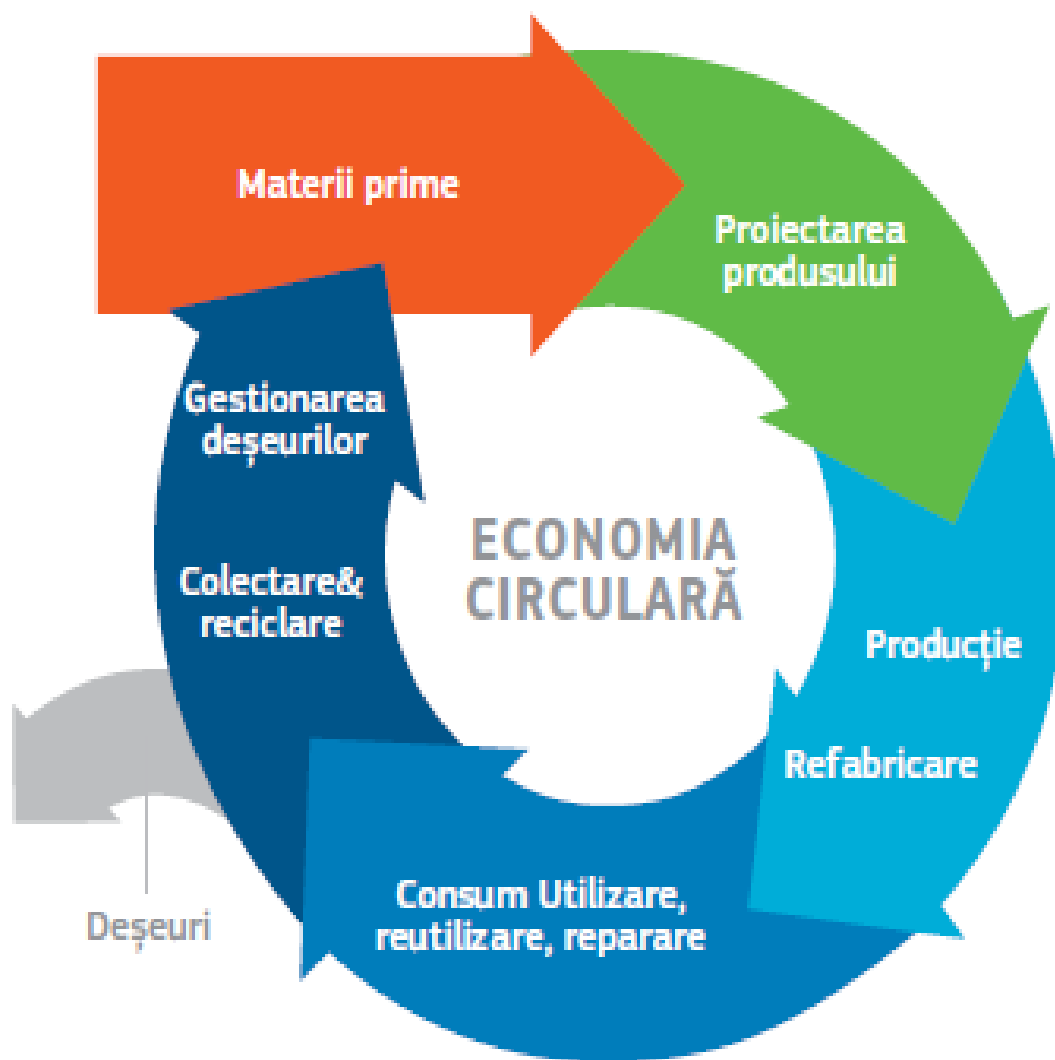 Materii prime
Proiectarea
produsului
Gestionarea
deșeurilor
ECONOMIA
CIRCULARĂ
Colectare&
reciclare
Producție
Refabricare
Consum Utilizare,
reutilizare, reparare
Deșeuri